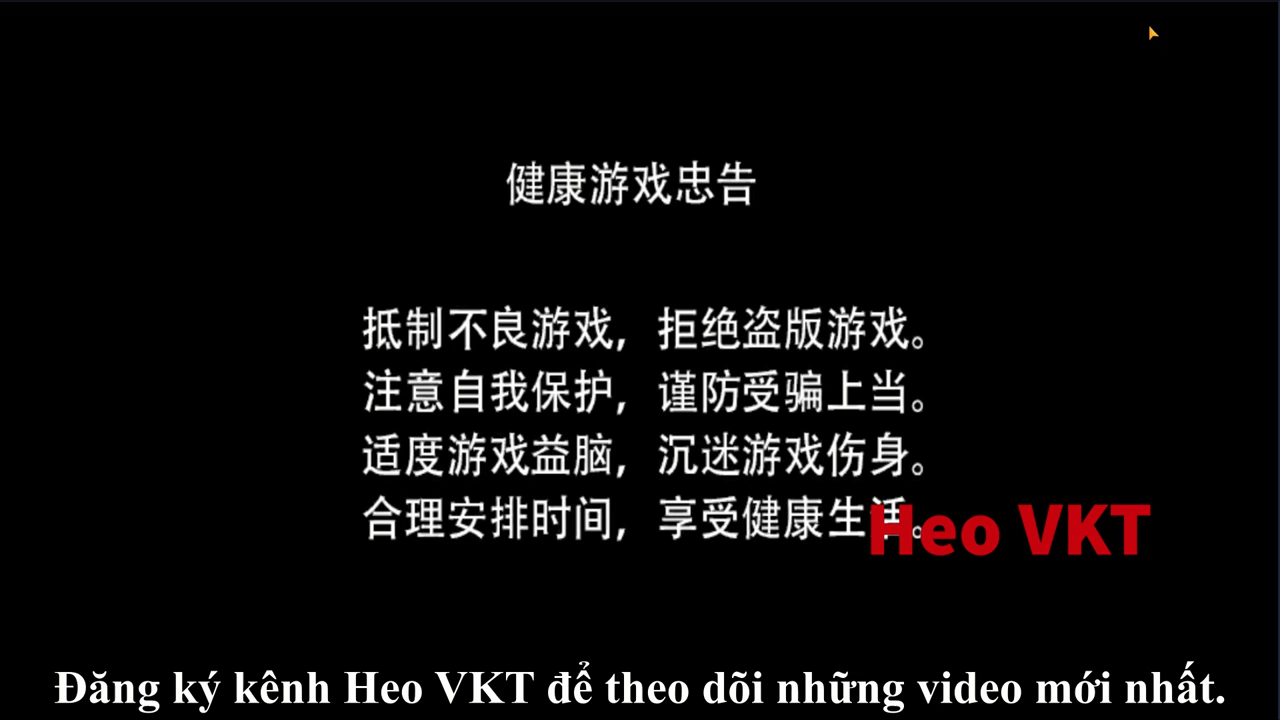 健康游戏忠告
抵制不良游戏，拒绝盗版游戏。
注意自我保护，谨防受骗上当。
适度游戏益脑，沉迷游戏伤身。
合理安排时间，享受健康生活。
Heo VKT
Đăng ký kênh Heo VKT để theo dõi những video mới nhất.